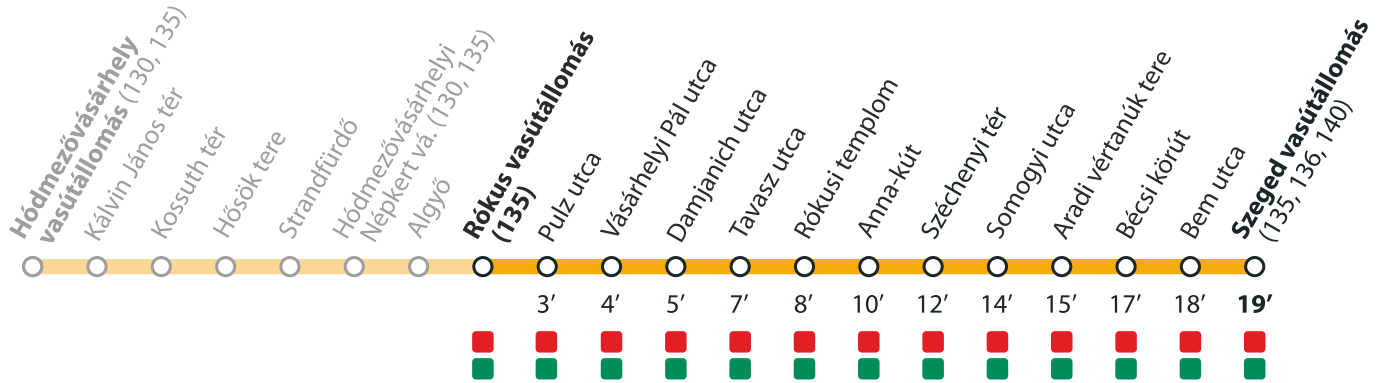 Hódmezővásárhely
vasútállomás (130, 135)
Kálvin János tér
Kossuth tér
Hősök tere
Strandfürdő
Hódmezővásárhelyi
Népkert vá. (130, 135)
Algyő
Rókus vasútállomás
(135)
Pulz utca
Vásárhelyi Pál utca
Damjanich utca
Tavasz utca
Rókusi templom
Anna-kút
Széchenyi tér
Somogyi utca
Aradi vértanúk tere
Bécsi körút
Bem utca
Szeged vasútállomás
(135, 136, 140)
3’ 4’ 5’ 7’ 8’ 10’ 12’ 14’ 15’ 17’ 18’ 19’